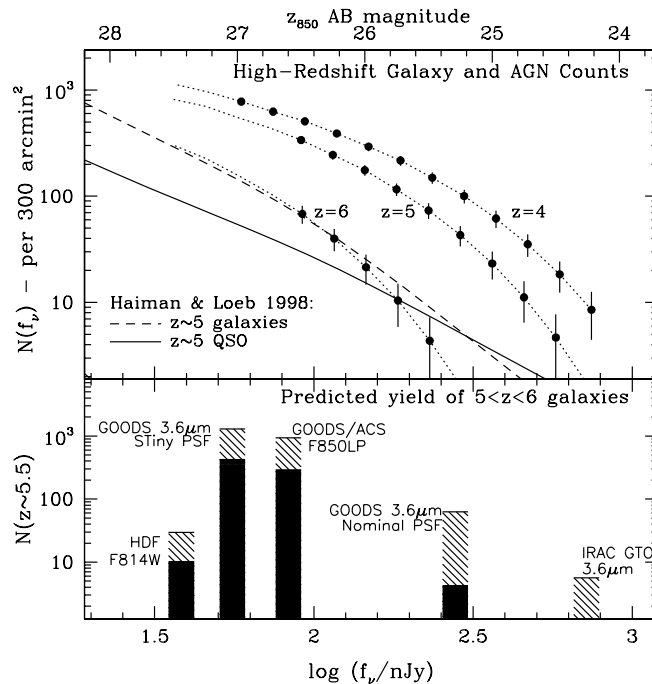 z850 AB magnitude
28 27 26 25 24
High-Redshift Galaxy and AGN Counts
10³
100
10
N(fν) – per 300 arcmin²
z=6 z=5 z=4
Haiman & Loeb 1998:
z~5 galaxies
z~5 QSO
Predicted yield of 5<z<6 galaxies
10³
100
10
N(z~5.5)
GOODS 3.6μm
STiny PSF
GOODS/ACS
F850LP
HDF
F814W
GOODS 3.6μm
Nominal PSF
IRAC GTO
3.6μm
1.5 2 2.5 3
log (fν/nJy)